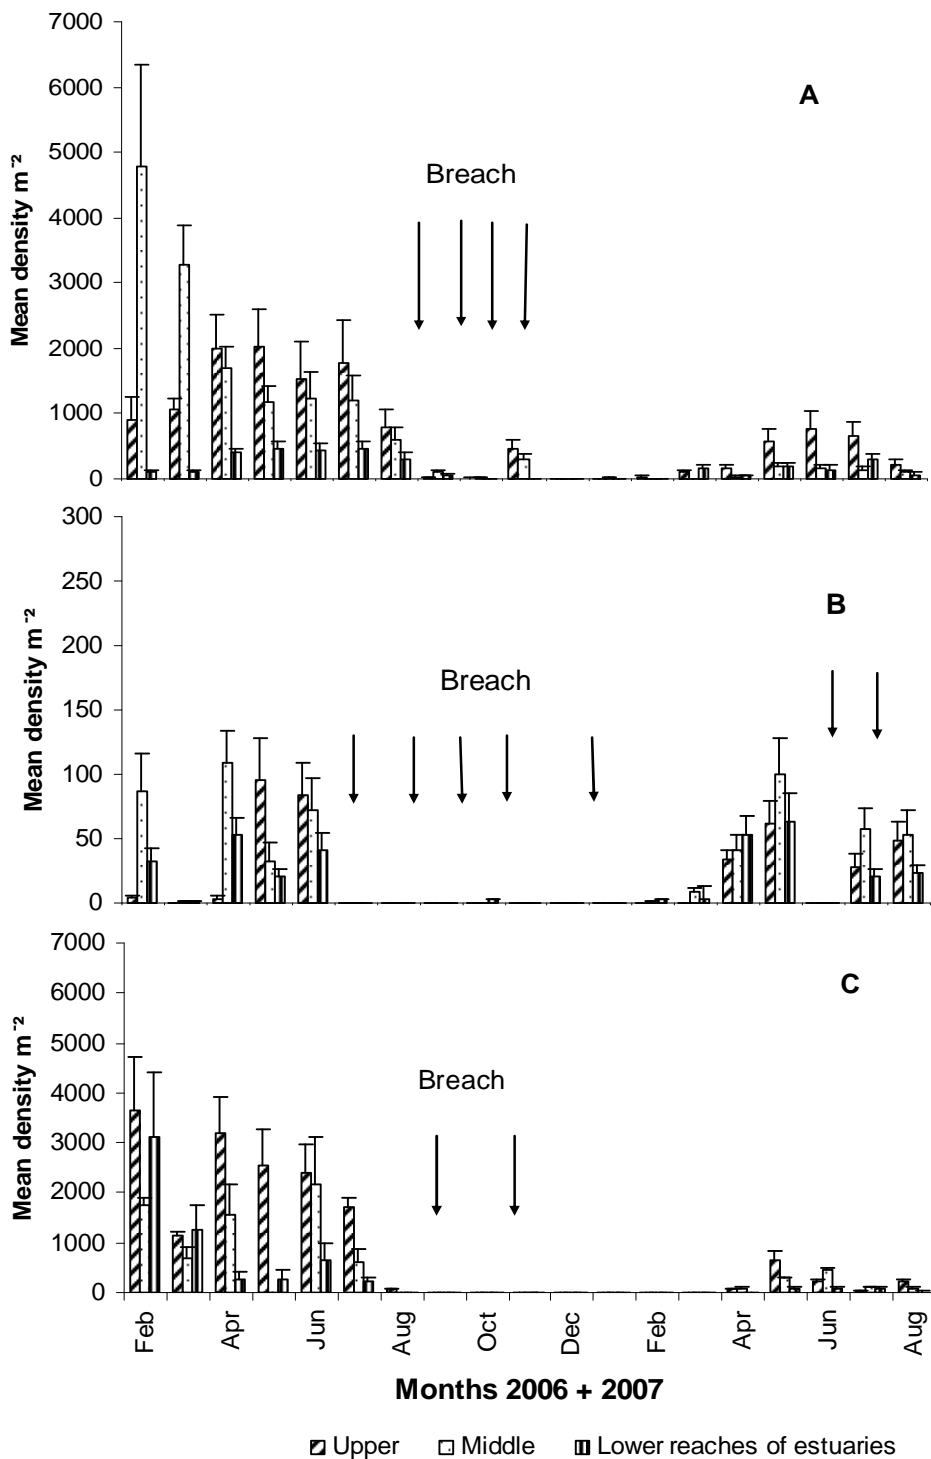 7000
6000
5000
4000
3000
2000
1000
0
Mean density m⁻²
A
Breach
300
250
200
150
100
50
0
Mean density m⁻²
B
Breach
7000
6000
5000
4000
3000
2000
1000
0
Mean density m⁻²
C
Breach
Feb
Apr
Jun
Aug
Oct
Dec
Feb
Apr
Jun
Aug
Months 2006 + 2007
Upper Middle Lower reaches of estuaries